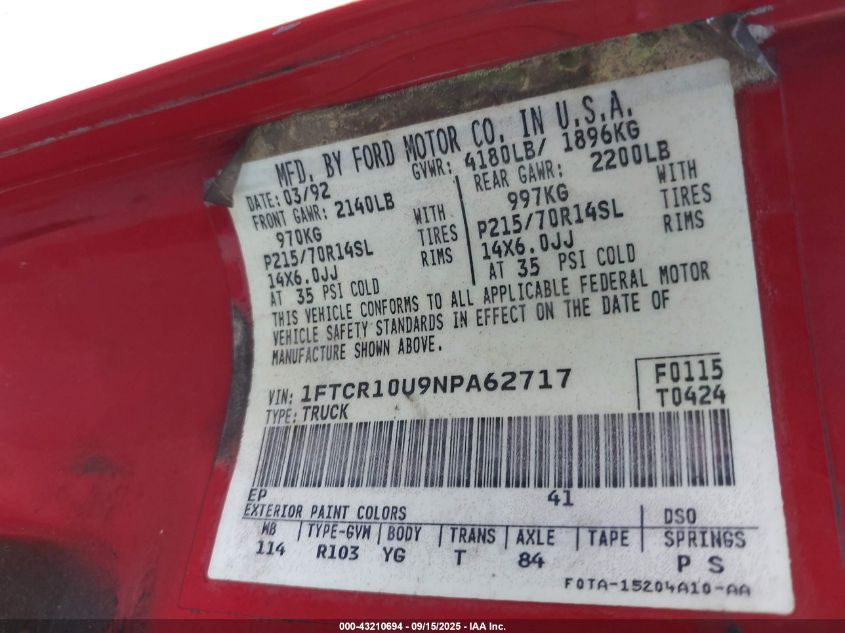 MFD. BY FORD MOTOR CO. IN U.S.A.
DATE: 03/92 GVWR: 4180LB/ 1896KG
FRONT GAWR: 2140LB REAR GAWR: 2200LB
970KG WITH 997KG WITH
P215/70R14SL TIRES P215/70R14SL TIRES
14X6.0JJ RIMS 14X6.0JJ RIMS
AT 35 PSI COLD AT 35 PSI COLD
THIS VEHICLE CONFORMS TO ALL APPLICABLE FEDERAL MOTOR
VEHICLE SAFETY STANDARDS IN EFFECT ON THE DATE OF
MANUFACTURE SHOWN ABOVE.
VIN: 1FTCR10U9NPA62717 F0115
TYPE: TRUCK T0424
EP 41
EXTERIOR PAINT COLORS DSO
WB TYPE-GVM BODY TRANS AXLE TAPE SPRINGS
114 R103 YG T 84 P S
F0TA-15204A10-AA
000-43210694 - 09/15/2025 - IAA Inc.